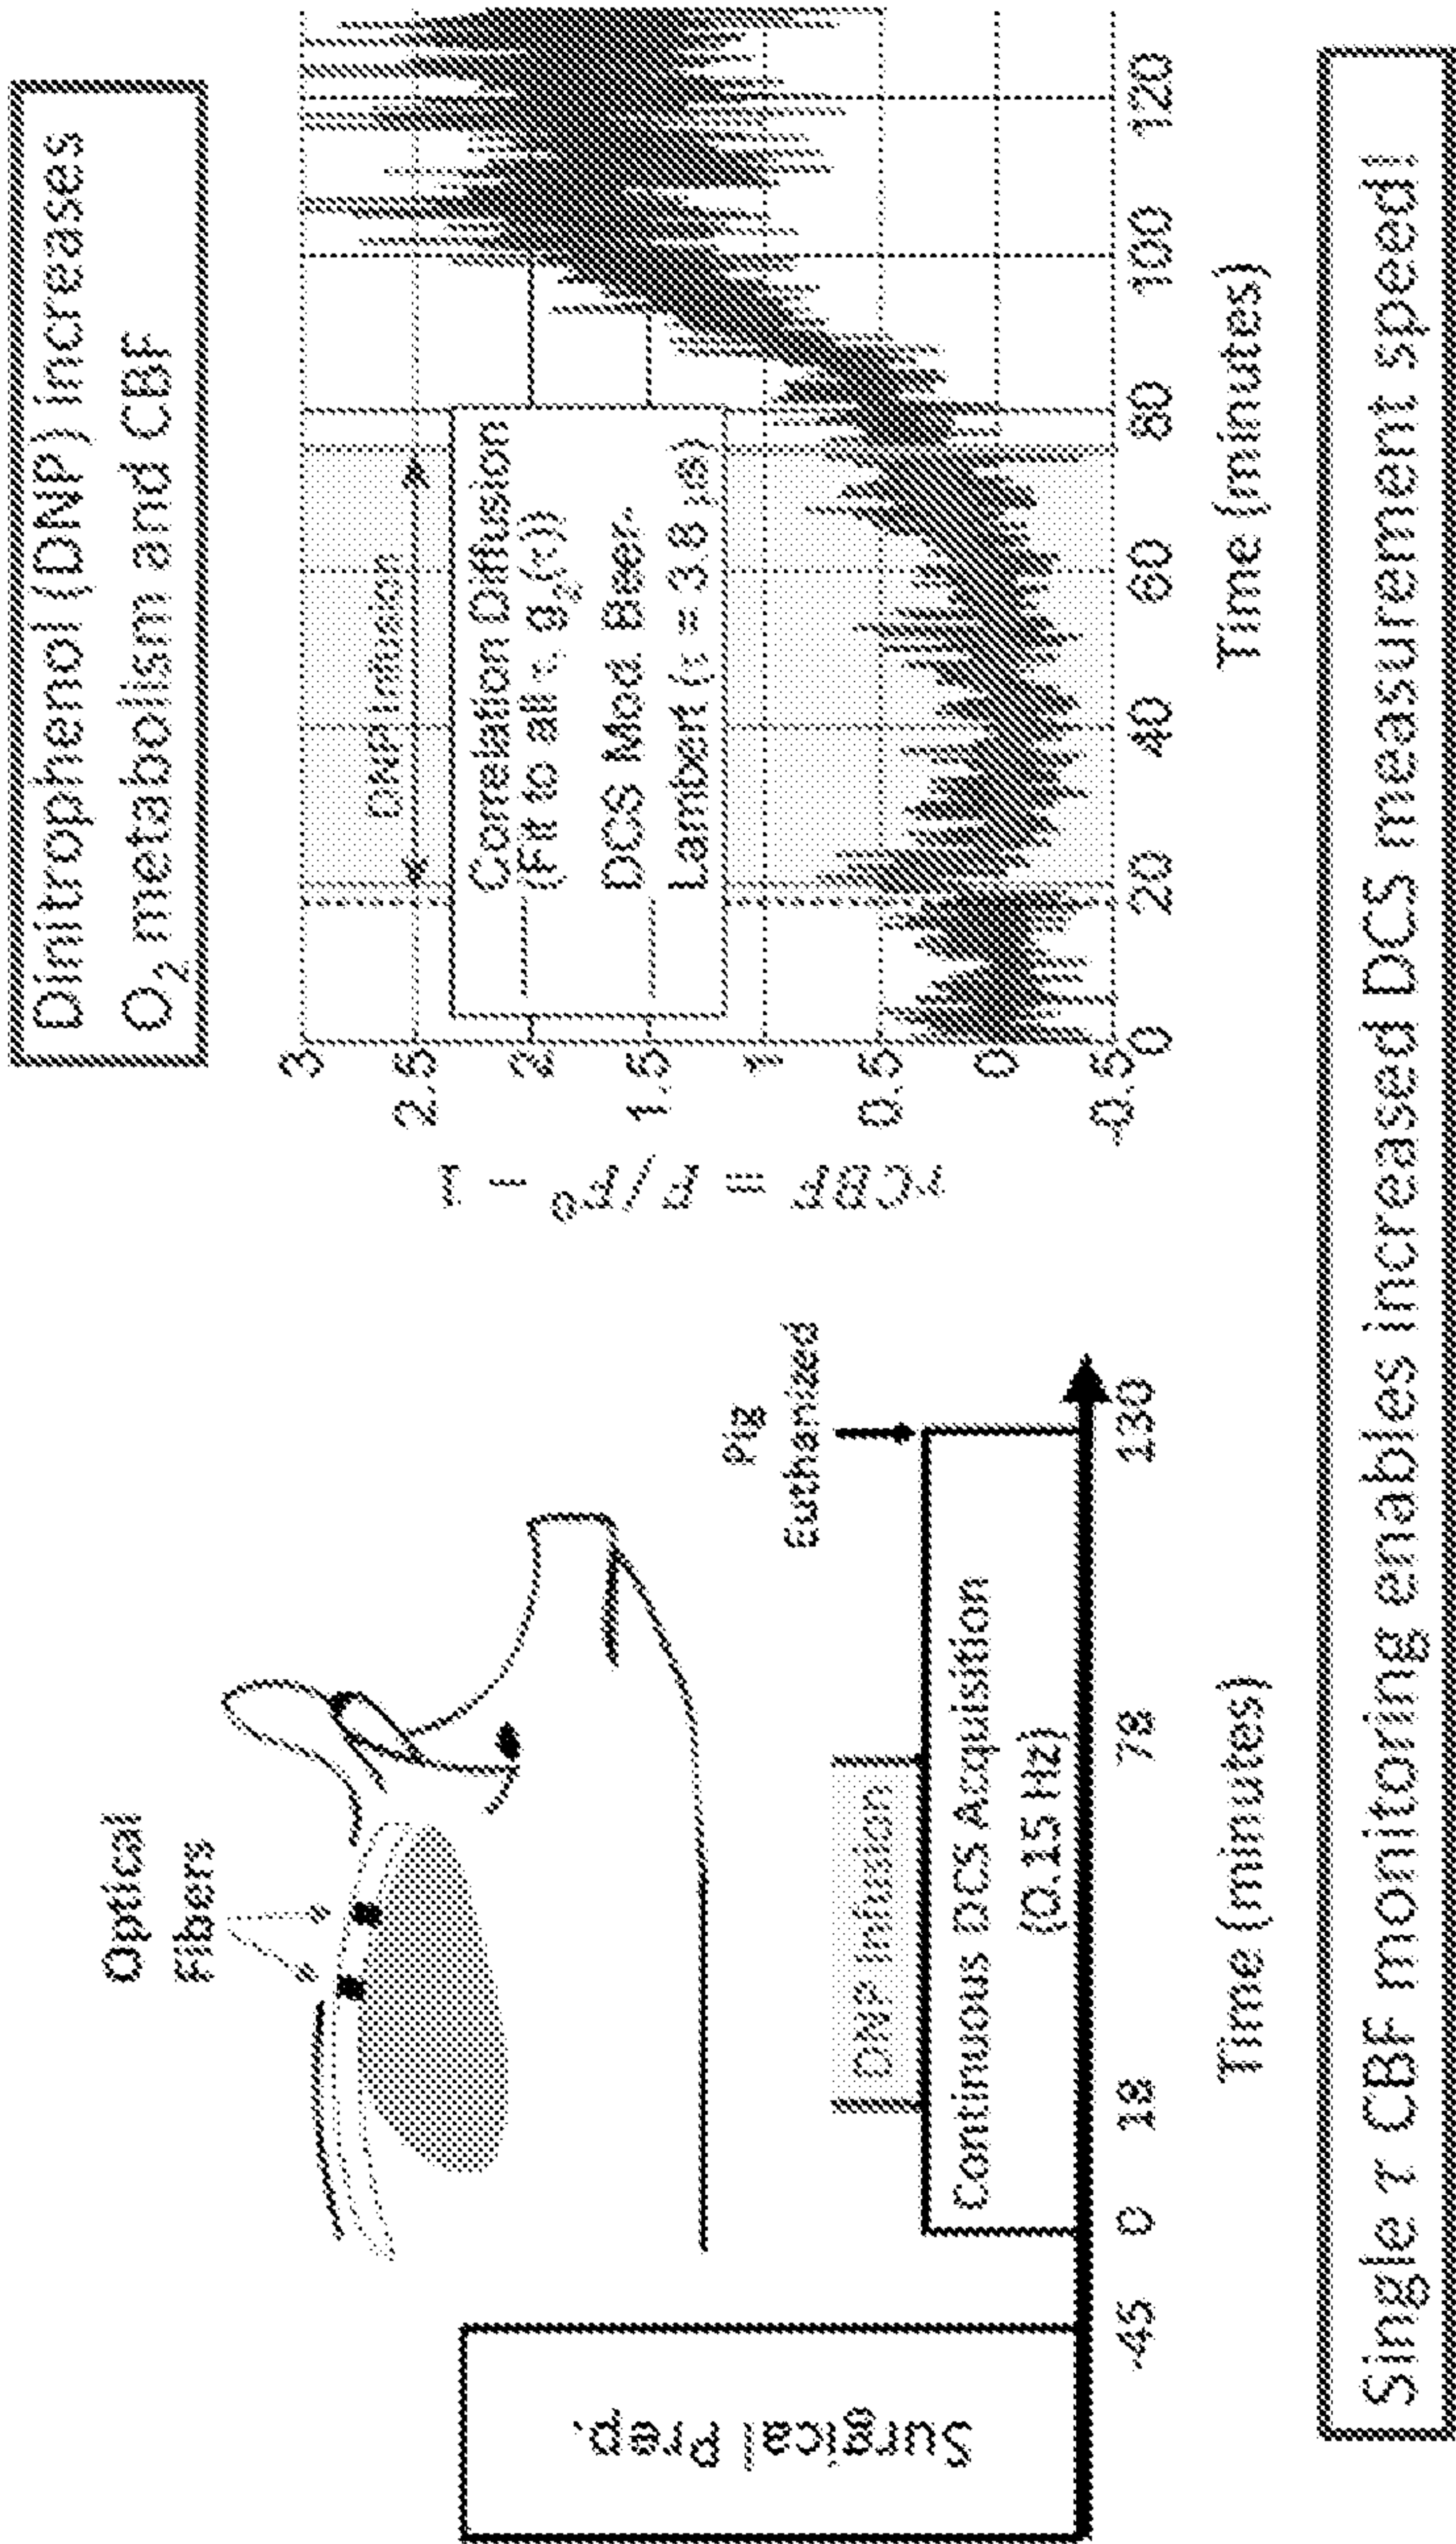 Dinitrophenol (DNP) increases
O₂ metabolism and CBF
Optical
Fibers
Surgical Prep.
DNP Infusion
Continuous DCS Acquisition
(0.15 Hz)
Pig
Euthanized
-45 0 18 78 130
Time (minutes)
rCBF ≡ F/F⁰ − 1
3
2.5
2
1.5
1
0.5
0
-0.5
DNP Infusion
Correlation Diffusion
(Fit to all τ, g₂(τ))
DCS Mod. Beer-
Lambert (τ = 3.8 μs)
0 20 40 60 80 100 120
Time (minutes)
Single τ CBF monitoring enables increased DCS measurement speed!